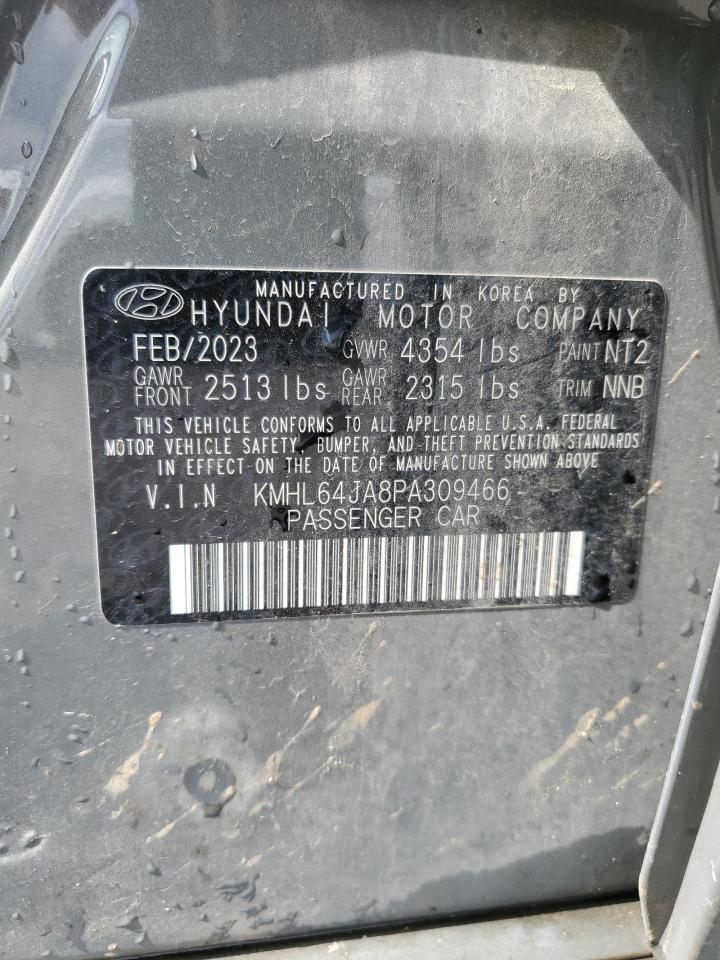 MANUFACTURED IN KOREA BY
HYUNDAI MOTOR COMPANY
FEB/2023 GVWR 4354 lbs PAINT NT2
GAWR FRONT 2513 lbs GAWR REAR 2315 lbs TRIM NNB
THIS VEHICLE CONFORMS TO ALL APPLICABLE U.S.A. FEDERAL
MOTOR VEHICLE SAFETY, BUMPER, AND THEFT PREVENTION STANDARDS
IN EFFECT ON THE DATE OF MANUFACTURE SHOWN ABOVE
V.I.N KMHL64JA8PA309466
PASSENGER CAR